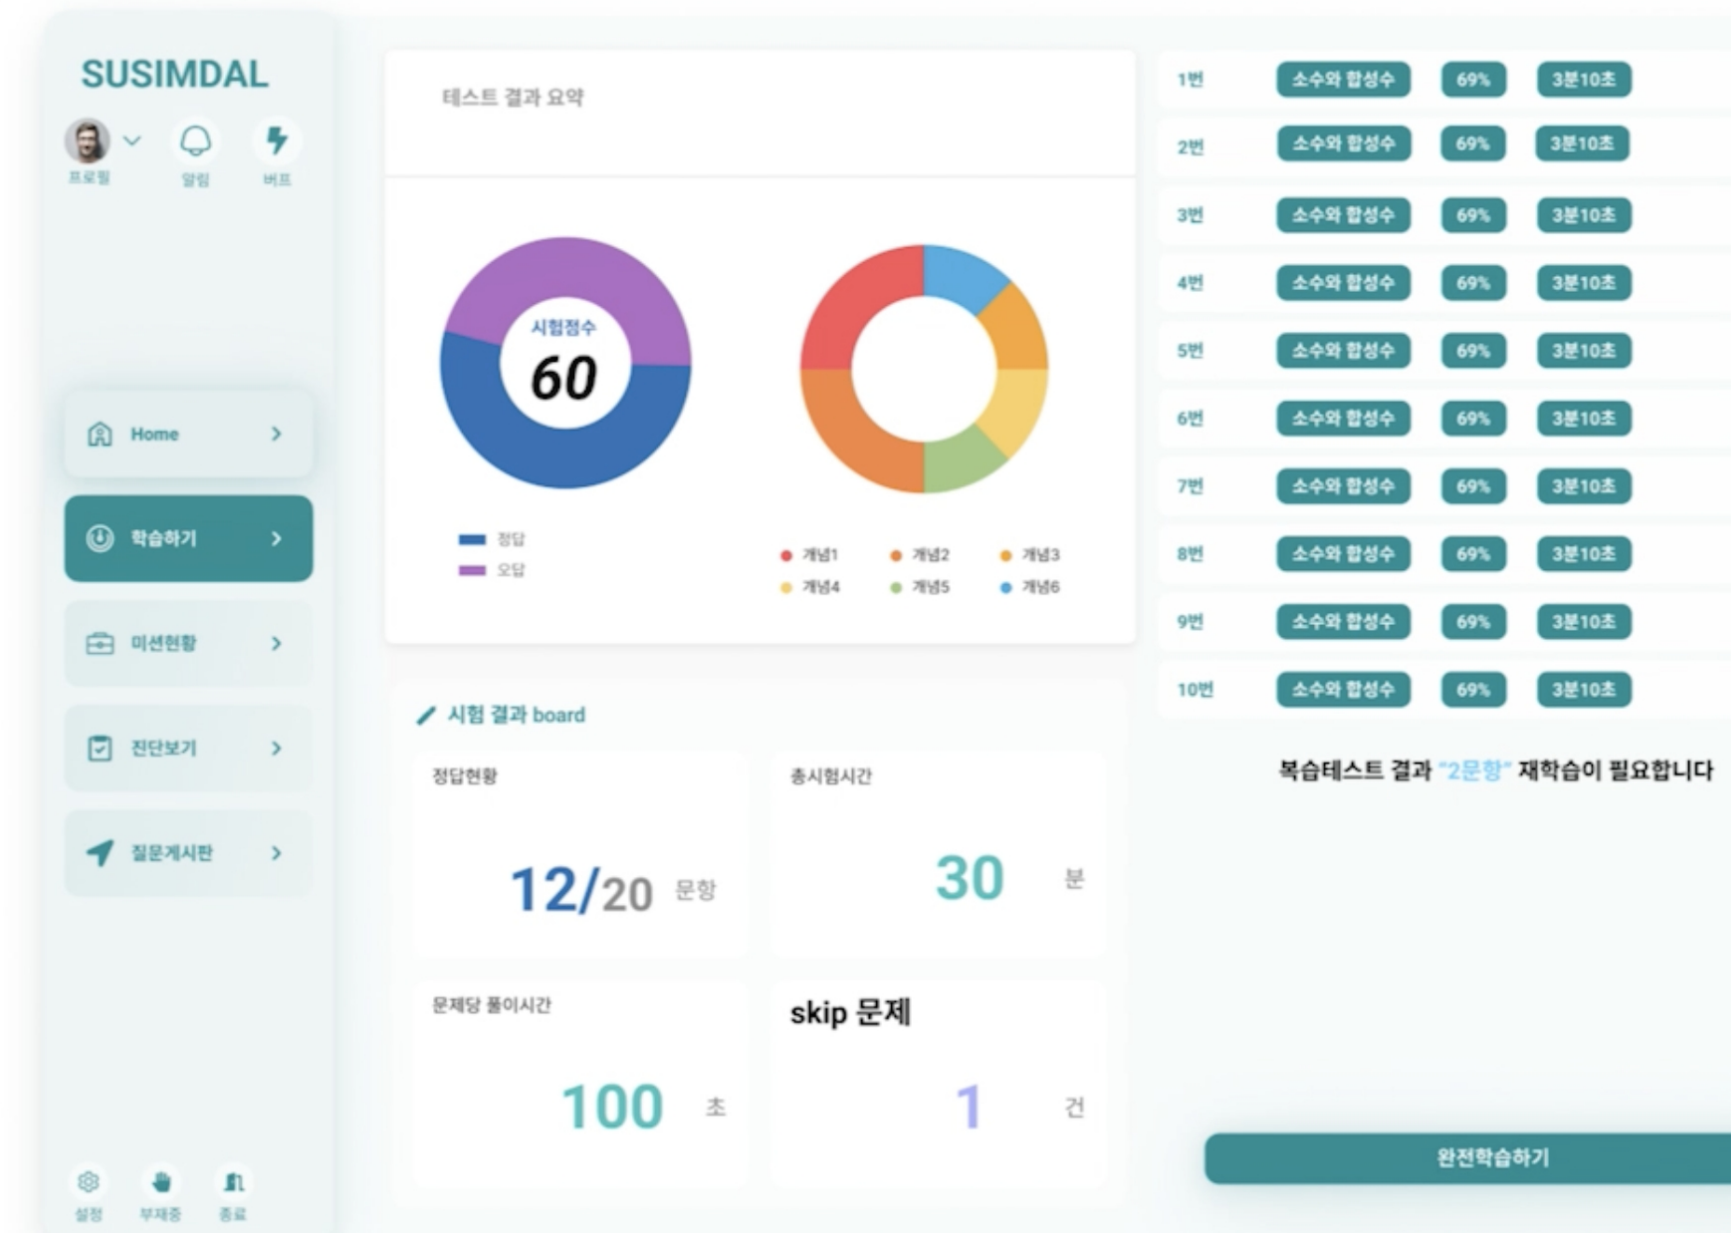 SUSIMDAL
프로필 알림 버프
Home
학습하기
미션현황
진단보기
질문게시판
설정 부재중 종료
테스트 결과 요약
시험점수
60
정답
오답
개념1 개념2 개념3
개념4 개념5 개념6
시험 결과 board
정답현황
12/20 문항
총시험시간
30 분
문제당 풀이시간
100 초
skip 문제
1 건
1번 소수와 합성수 69% 3분10초
2번 소수와 합성수 69% 3분10초
3번 소수와 합성수 69% 3분10초
4번 소수와 합성수 69% 3분10초
5번 소수와 합성수 69% 3분10초
6번 소수와 합성수 69% 3분10초
7번 소수와 합성수 69% 3분10초
8번 소수와 합성수 69% 3분10초
9번 소수와 합성수 69% 3분10초
10번 소수와 합성수 69% 3분10초
복습테스트 결과 “2문항” 재학습이 필요합니다
완전학습하기